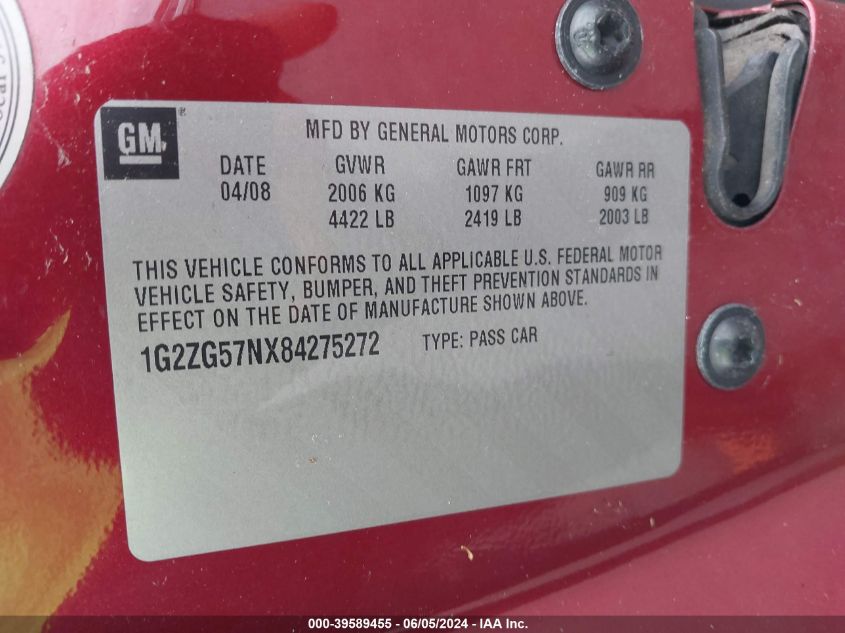 ocal 5
GM®
MFD BY GENERAL MOTORS CORP.
DATE GVWR GAWR FRT GAWR RR
04/08 2006 KG 1097 KG 909 KG
4422 LB 2419 LB 2003 LB
THIS VEHICLE CONFORMS TO ALL APPLICABLE U.S. FEDERAL MOTOR
VEHICLE SAFETY, BUMPER, AND THEFT PREVENTION STANDARDS IN
EFFECT ON THE DATE OF MANUFACTURE SHOWN ABOVE.
1G2ZG57NX84275272 TYPE: PASS CAR
000-39589455 - 06/05/2024 - IAA Inc.